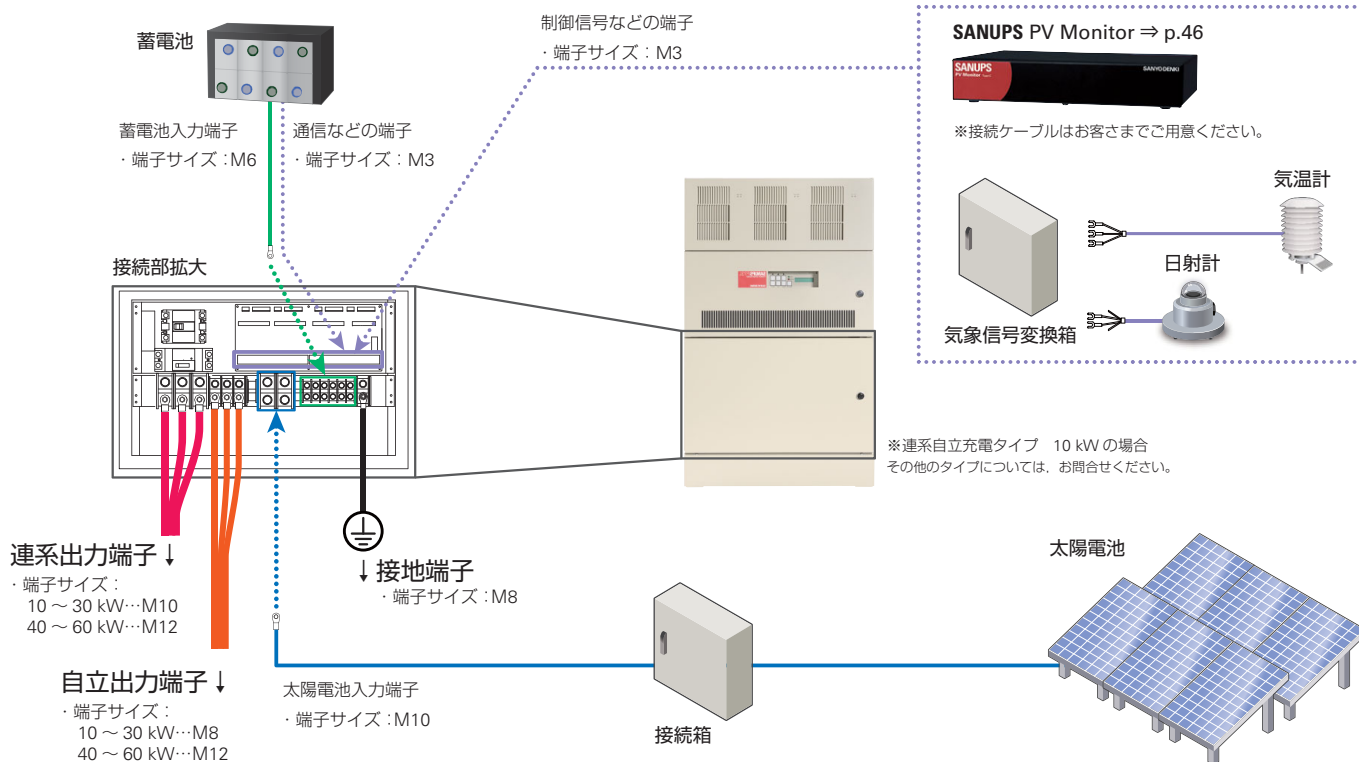 蓄電池
制御信号などの端子
・端子サイズ：M3
SANUPS PV Monitor ⇒ p.46
SANUPS
PV Monitor
SANYODENKI
※接続ケーブルはお客さまでご用意ください。
蓄電池入力端子
・端子サイズ：M6
通信などの端子
・端子サイズ：M3
気温計
日射計
気象信号変換箱
接続部拡大
※連系自立充電タイプ　10 kW の場合
その他のタイプについては，お問合せください。
連系出力端子↓
・端子サイズ：
10 ～ 30 kW…M10
40 ～ 60 kW…M12
↓接地端子
・端子サイズ：M8
太陽電池
自立出力端子↓
・端子サイズ：
10 ～ 30 kW…M8
40 ～ 60 kW…M12
太陽電池入力端子
・端子サイズ：M10
接続箱